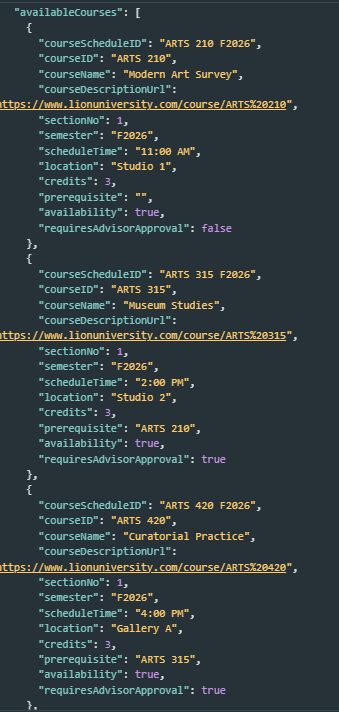 "availableCourses": [
{
"courseScheduleID": "ARTS 210 F2026",
"courseID": "ARTS 210",
"courseName": "Modern Art Survey",
"courseDescriptionUrl":
https://www.lionuniversity.com/course/ARTS%20210",
"sectionNo": 1,
"semester": "F2026",
"scheduleTime": "11:00 AM",
"location": "Studio 1",
"credits": 3,
"prerequisite": "",
"availability": true,
"requiresAdvisorApproval": false
},
{
"courseScheduleID": "ARTS 315 F2026",
"courseID": "ARTS 315",
"courseName": "Museum Studies",
"courseDescriptionUrl":
https://www.lionuniversity.com/course/ARTS%20315",
"sectionNo": 1,
"semester": "F2026",
"scheduleTime": "2:00 PM",
"location": "Studio 2",
"credits": 3,
"prerequisite": "ARTS 210",
"availability": true,
"requiresAdvisorApproval": true
},
{
"courseScheduleID": "ARTS 420 F2026",
"courseID": "ARTS 420",
"courseName": "Curatorial Practice",
"courseDescriptionUrl":
https://www.lionuniversity.com/course/ARTS%20420",
"sectionNo": 1,
"semester": "F2026",
"scheduleTime": "4:00 PM",
"location": "Gallery A",
"credits": 3,
"prerequisite": "ARTS 315",
"availability": true,
"requiresAdvisorApproval": true
},